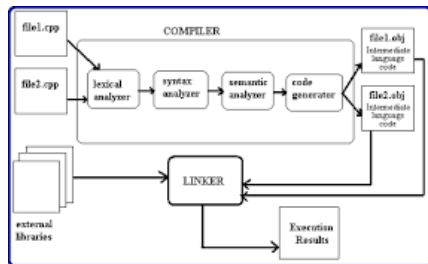 file1.cpp
COMPILER
file1.obj
Intermediate
language
code
file2.cpp
lexical
analyzer
syntax
analyzer
semantic
analyzer
code
generator
file2.obj
Intermediate
language
code
LINKER
external
libraries
Execution
Results